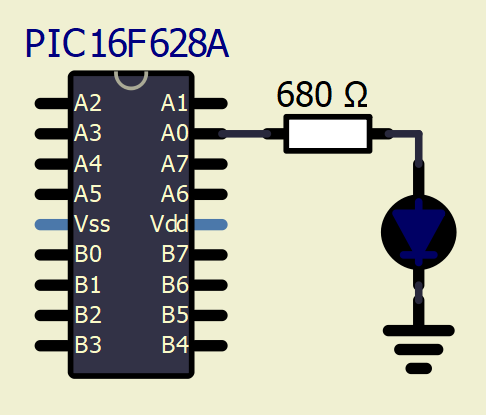 PIC16F628A
680 Ω
A2 A1
A3 A0
A4 A7
A5 A6
Vss Vdd
B0 B7
B1 B6
B2 B5
B3 B4